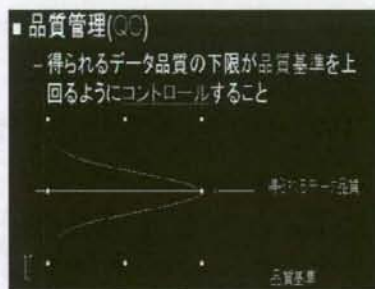 品質管理(QC)
得られるデータ品質の下限が品質基準を上
回るようにコントロールすること
得られるデータ品質
品質基準